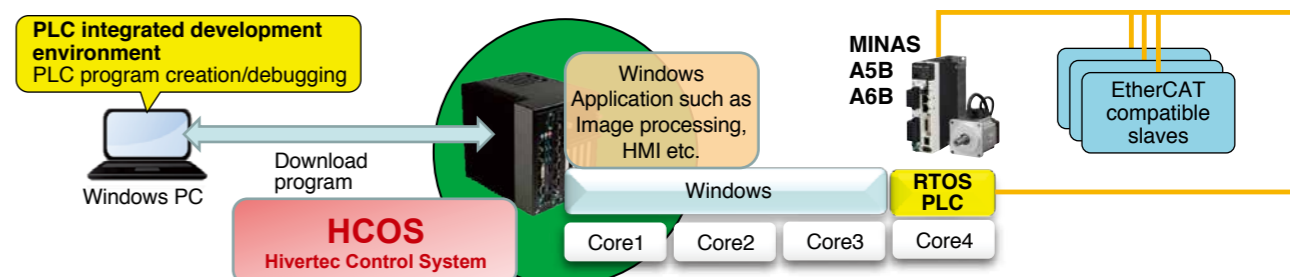 PLC integrated development
environment
PLC program creation/debugging
Windows PC
Download
program
HCOS
Hivertec Control System
Windows
Application such as
Image processing,
HMI etc.
Windows
RTOS
PLC
Core1
Core2
Core3
Core4
MINAS
A5B
A6B
EtherCAT
compatible
slaves